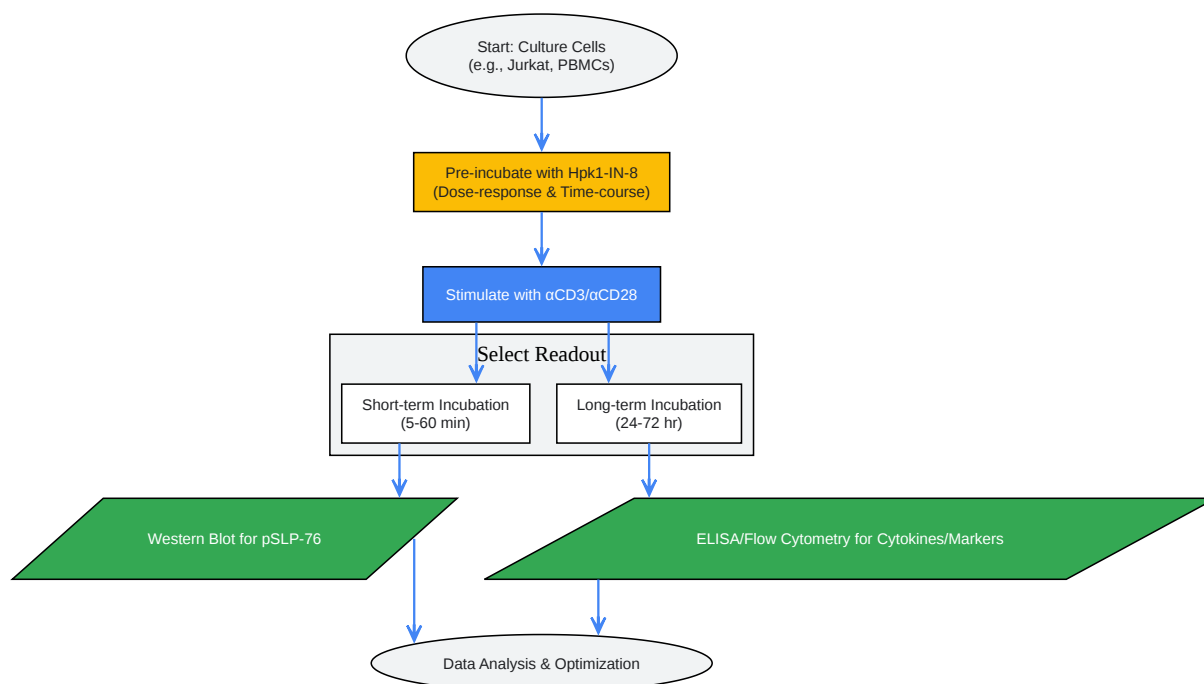 Start: Culture Cells
(e.g., Jurkat, PBMCs)
Pre-incubate with Hpk1-IN-8
(Dose-response & Time-course)
Stimulate with αCD3/αCD28
Select Readout
Short-term Incubation
(5-60 min)
Long-term Incubation
(24-72 hr)
Western Blot for pSLP-76
ELISA/Flow Cytometry for Cytokines/Markers
Data Analysis & Optimization